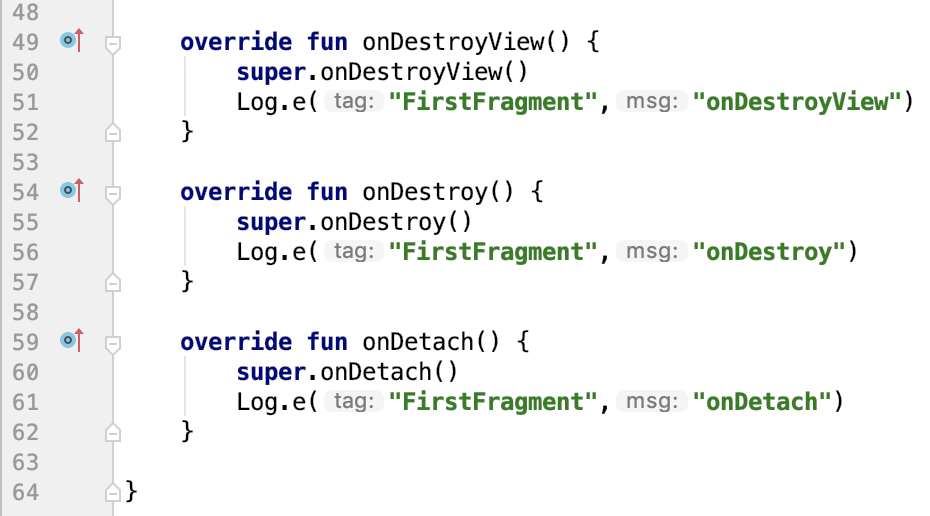 48
49 override fun onDestroyView() {
50 super.onDestroyView()
51 Log.e( tag: "FirstFragment", msg: "onDestroyView")
52 }
53
54 override fun onDestroy() {
55 super.onDestroy()
56 Log.e( tag: "FirstFragment", msg: "onDestroy")
57 }
58
59 override fun onDetach() {
60 super.onDetach()
61 Log.e( tag: "FirstFragment", msg: "onDetach")
62 }
63
64 }